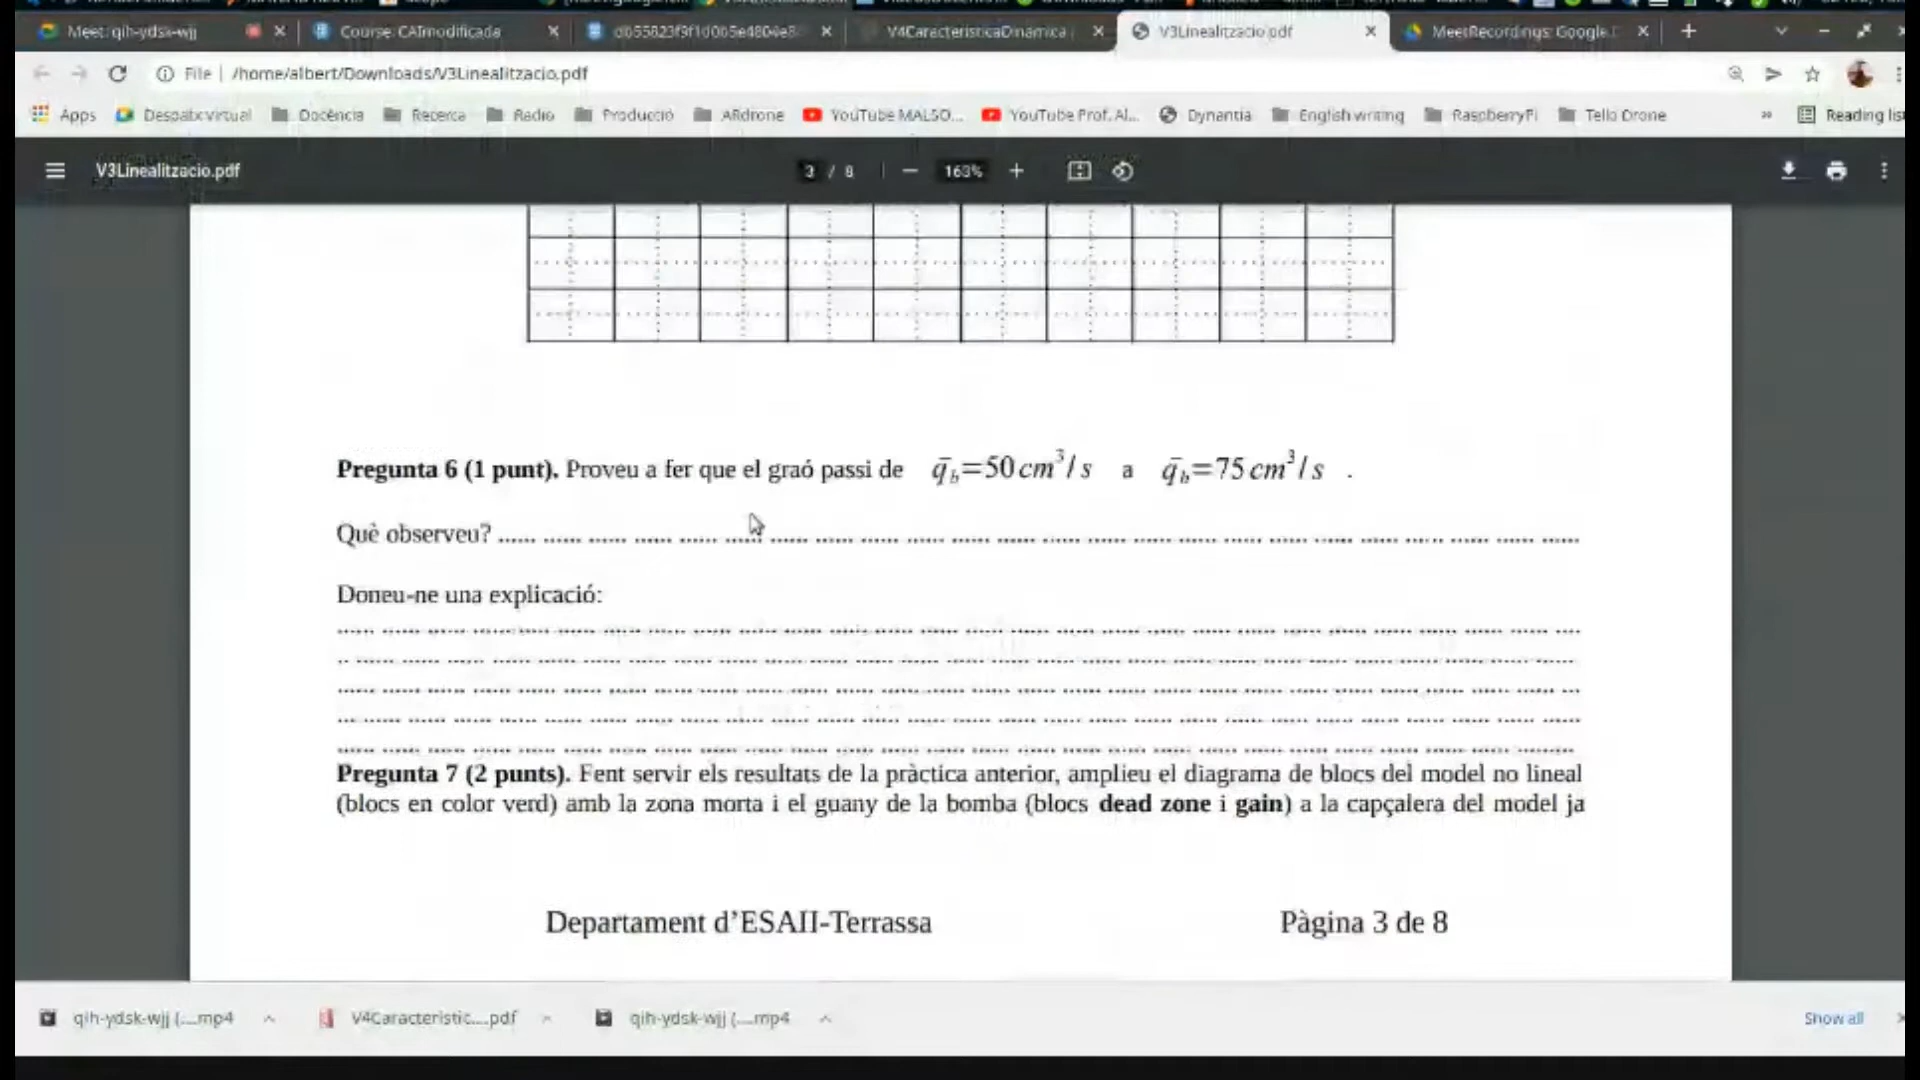 Meet: qih-ydsk-wjj
Course: CAImodificada
V4CaracteristicaDinamica
V3Linealitzacio.pdf
MeetRecordings: Google
File | /home/albert/Downloads/V3Linealitzacio.pdf
Apps Despatx virtual Docència Recerca Radio Producció ARdrone YouTube MALSO... YouTube Prof. Al... Dynantia English writing RaspberryPi Tello Drone » Reading lis
V3Linealitzacio.pdf 3 / 8 — 163% +
Pregunta 6 (1 punt). Proveu a fer que el graó passi de q̄_b=50 cm³/s a q̄_b=75 cm³/s .
Què observeu? ...... ...... ...... ...... ...... ...... ...... ...... ...... ...... ...... ...... ...... ...... ...... ...... ...... ...... ...... ...... ...... ...... ...... ......
Doneu-ne una explicació:
Pregunta 7 (2 punts). Fent servir els resultats de la pràctica anterior, amplieu el diagrama de blocs del model no lineal
(blocs en color verd) amb la zona morta i el guany de la bomba (blocs dead zone i gain) a la capçalera del model ja
Departament d’ESAII-Terrassa Pàgina 3 de 8
qih-ydsk-wjj (....mp4 V4Caracteristic....pdf qih-ydsk-wjj (....mp4 Show all